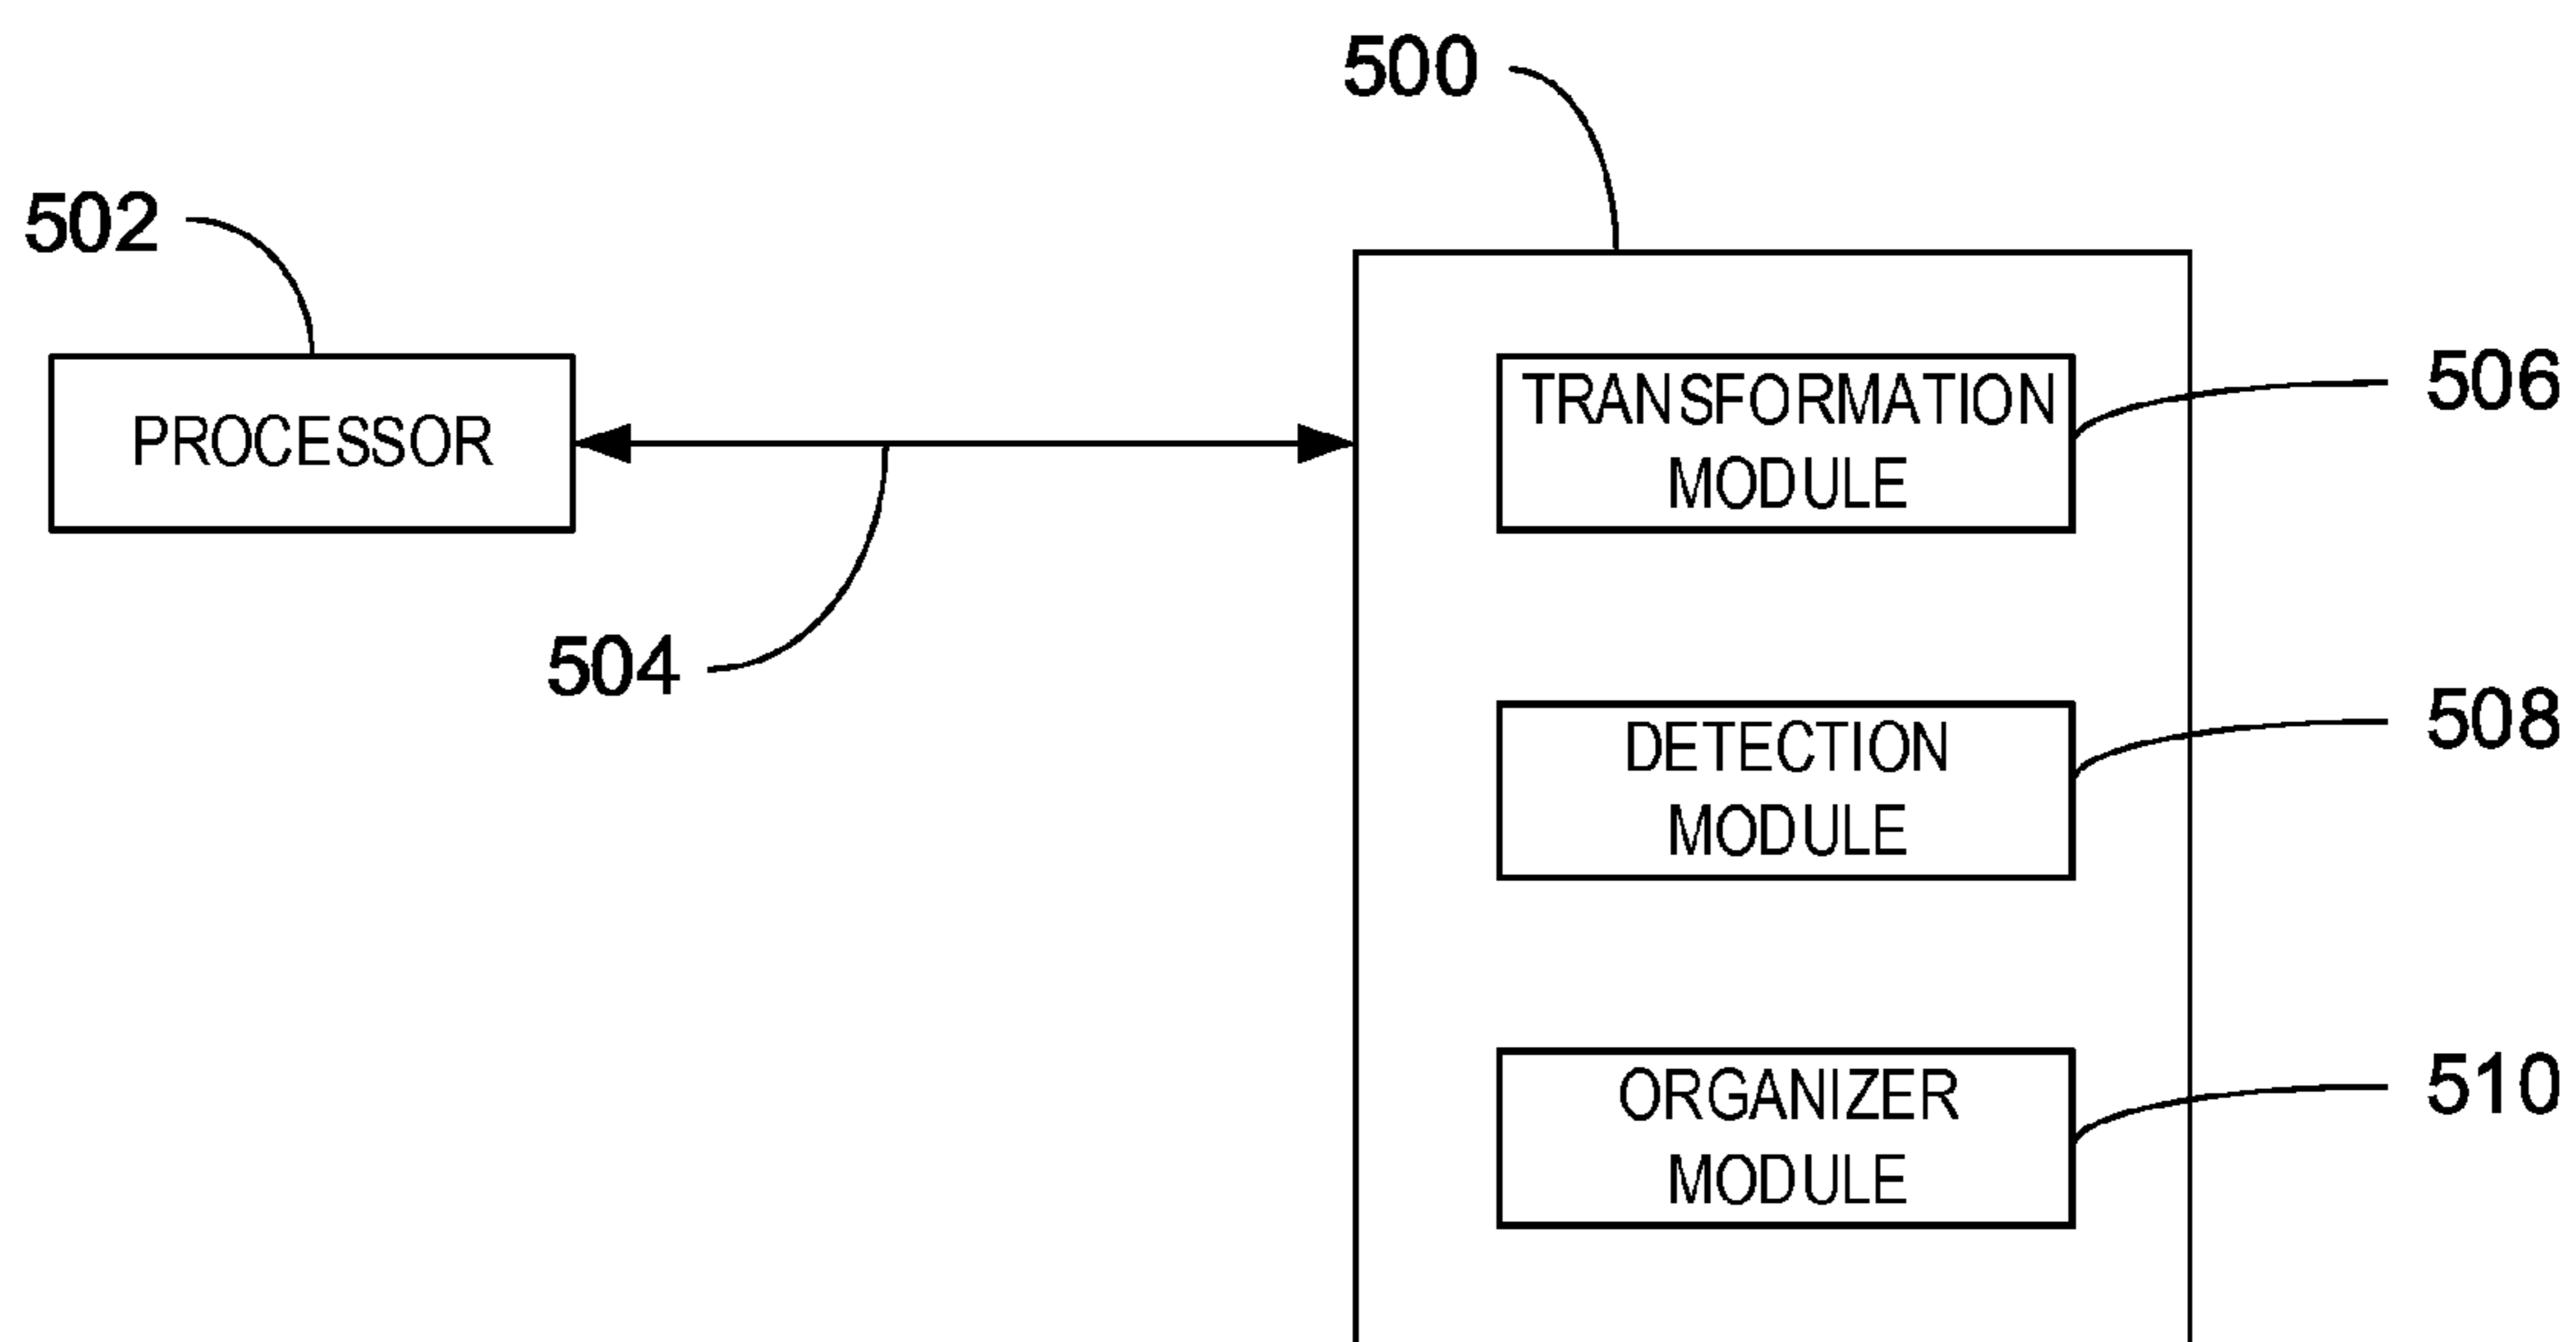 500
502
PROCESSOR
504
TRANSFORMATION
MODULE
506
DETECTION
MODULE
508
ORGANIZER
MODULE
510